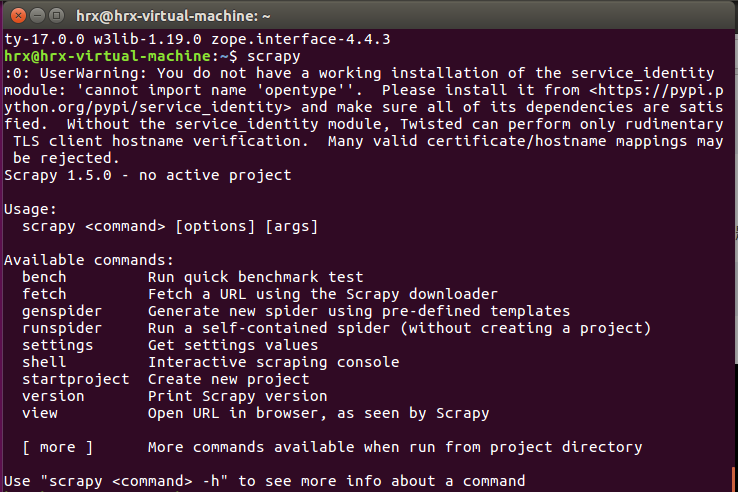 hrx@hrx-virtual-machine: ~
ty-17.0.0 w3lib-1.19.0 zope.interface-4.4.3
hrx@hrx-virtual-machine:~$ scrapy
:0: UserWarning: You do not have a working installation of the service_identity
module: 'cannot import name 'opentype''.  Please install it from <https://pypi.p
ython.org/pypi/service_identity> and make sure all of its dependencies are satis
fied.  Without the service_identity module, Twisted can perform only rudimentary
 TLS client hostname verification.  Many valid certificate/hostname mappings may
 be rejected.
Scrapy 1.5.0 - no active project

Usage:
  scrapy <command> [options] [args]

Available commands:
  bench         Run quick benchmark test
  fetch         Fetch a URL using the Scrapy downloader
  genspider     Generate new spider using pre-defined templates
  runspider     Run a self-contained spider (without creating a project)
  settings      Get settings values
  shell         Interactive scraping console
  startproject  Create new project
  version       Print Scrapy version
  view          Open URL in browser, as seen by Scrapy

  [ more ]      More commands available when run from project directory

Use "scrapy <command> -h" to see more info about a command